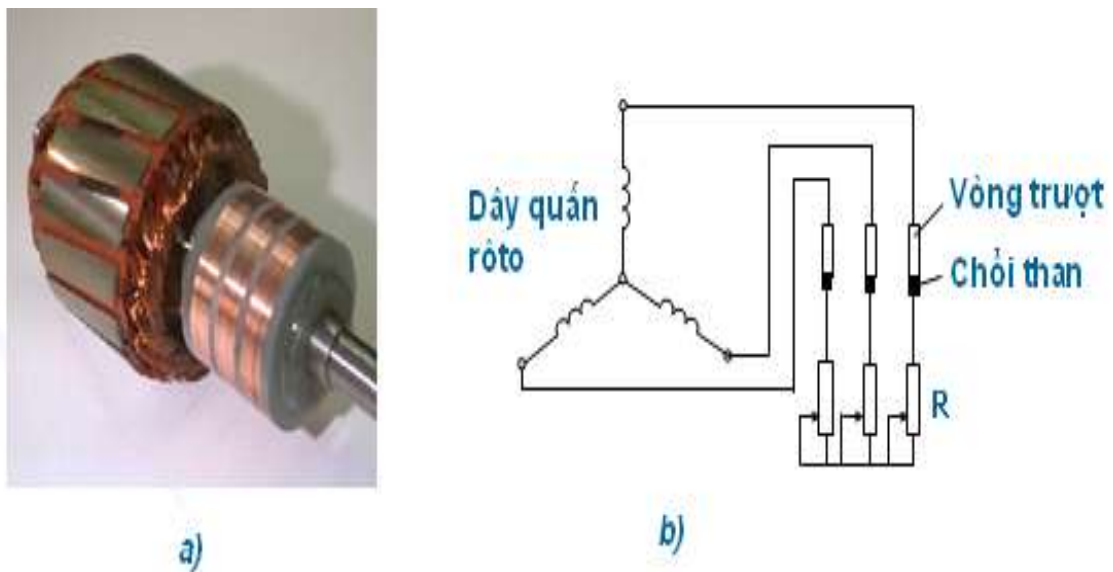 Dây quấn
rôto
Vòng trượt
Chổi than
R
a)
b)